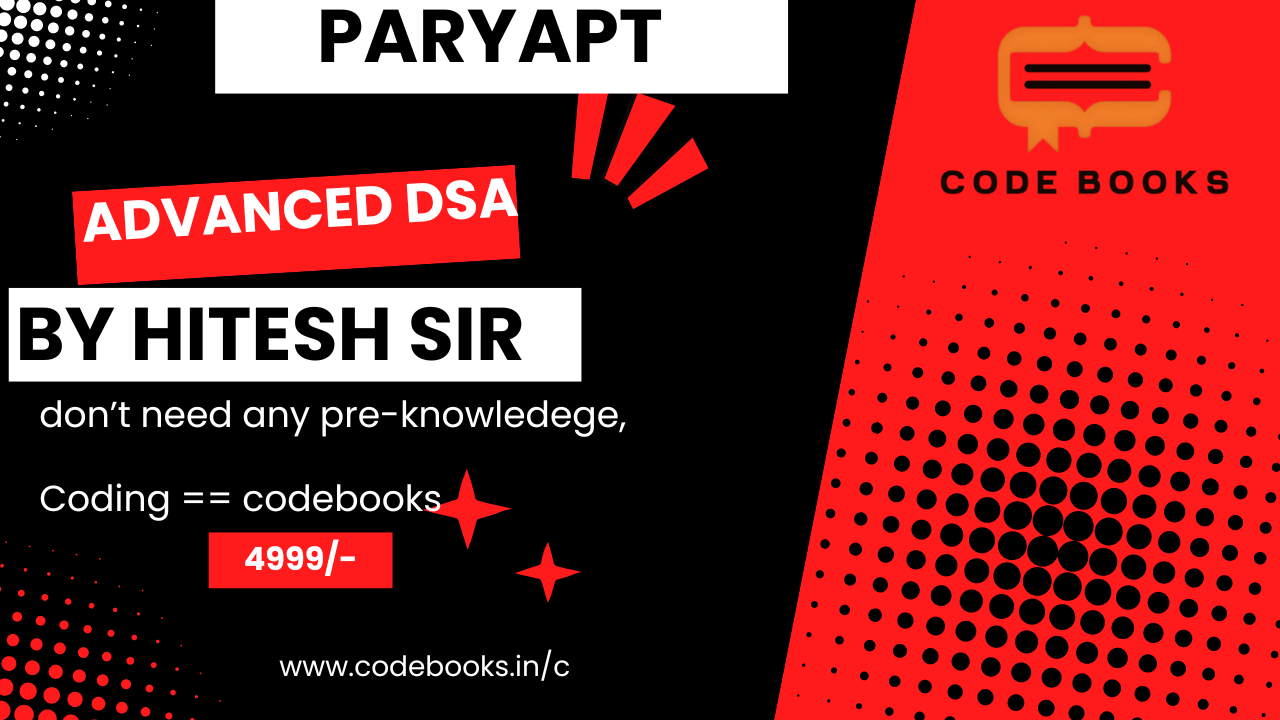 PARYAPT
CODE BOOKS
ADVANCED DSA
BY HITESH SIR
don’t need any pre-knowledege,
Coding == codebooks
4999/-
www.codebooks.in/c